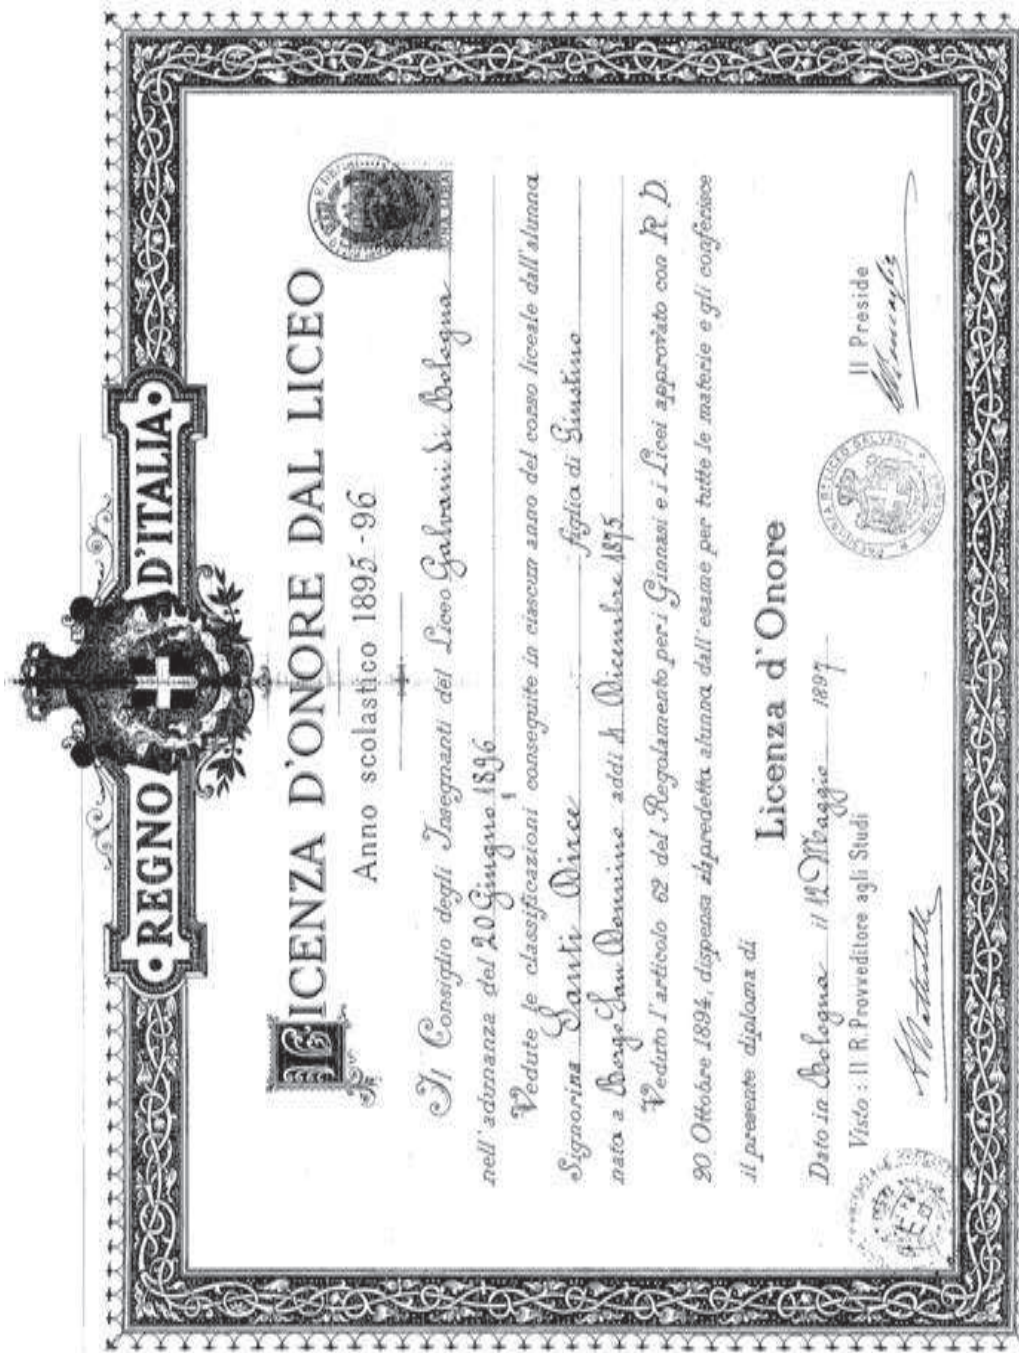 REGNO D'ITALIA
LICENZA D'ONORE DAL LICEO
Anno scolastico 1895-96
Il Consiglio degli Insegnanti del Liceo Galvani di Bologna
nell'adunanza del 20 Giugno 1896
Vedute le classificazioni conseguite in ciascun anno del corso liceale dall'alunna
Signorina Santi Dirce figlia di Giustino
nata a Borgo San Donnino addì 4 Dicembre 1875
Veduto l'articolo 62 del Regolamento per i Ginnasi e i Licei approvato con R. D.
20 Ottobre 1894, dispensa la predetta alunna dall'esame per tutte le materie e gli conferisce
il presente diploma di
Licenza d'Onore
Dato in Bologna il 12 Maggio 1897
Visto: Il R. Provveditore agli Studi
Il Preside
PRESIDENZA R. LICEO GALVANI BOLOGNA